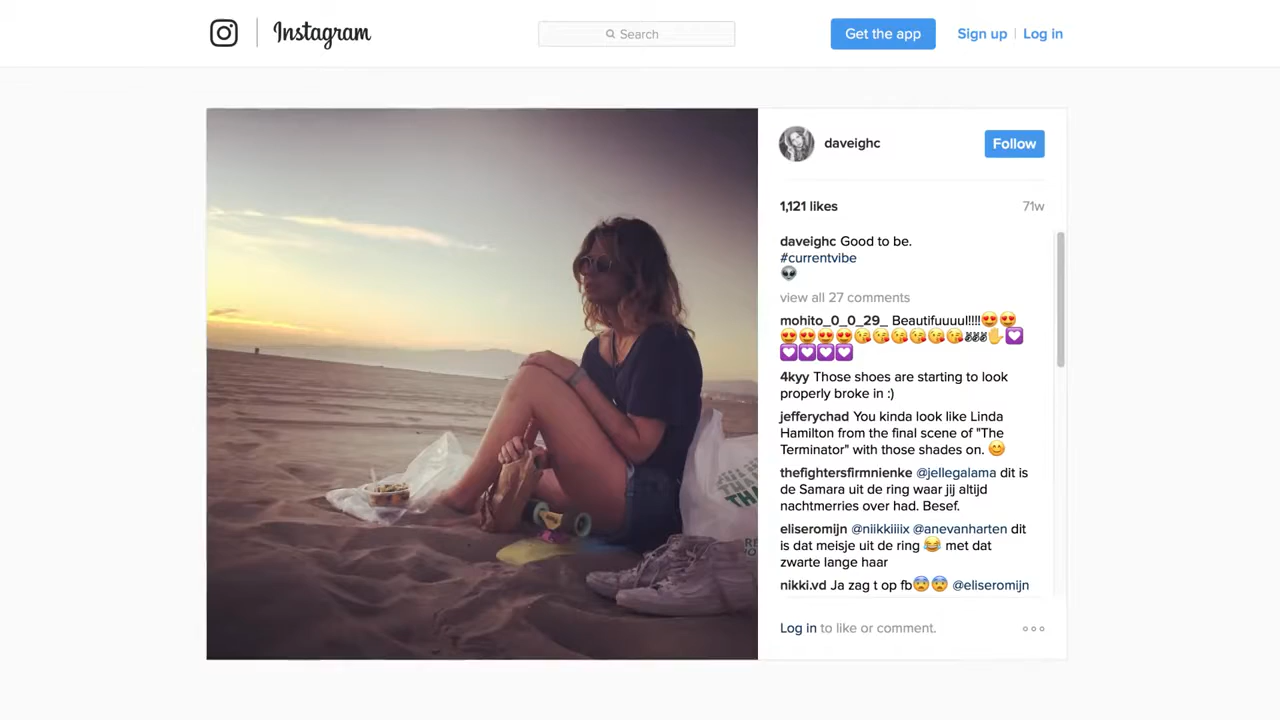 Instagram
Search
Get the app
Sign up | Log in
daveighc
Follow
1,121 likes
71w
daveighc Good to be.
#currentvibe
👽
view all 27 comments
mohito_0_0_29_ Beautifuuuul!!!!😍😍
😍😍😍😍😘😘😘😘😘😘✌✌✌✋💟
💟💟💟💟
4kyy Those shoes are starting to look
properly broke in :)
jefferychad You kinda look like Linda
Hamilton from the final scene of "The
Terminator" with those shades on. 😊
thefightersfirmnienke @jellegalama dit is
de Samara uit de ring waar jij altijd
nachtmerries over had. Besef.
eliseromijn @niikkiiiix @anevanharten dit
is dat meisje uit de ring 😂 met dat
zwarte lange haar
nikki.vd Ja zag t op fb😨😨 @eliseromijn
Log in to like or comment.